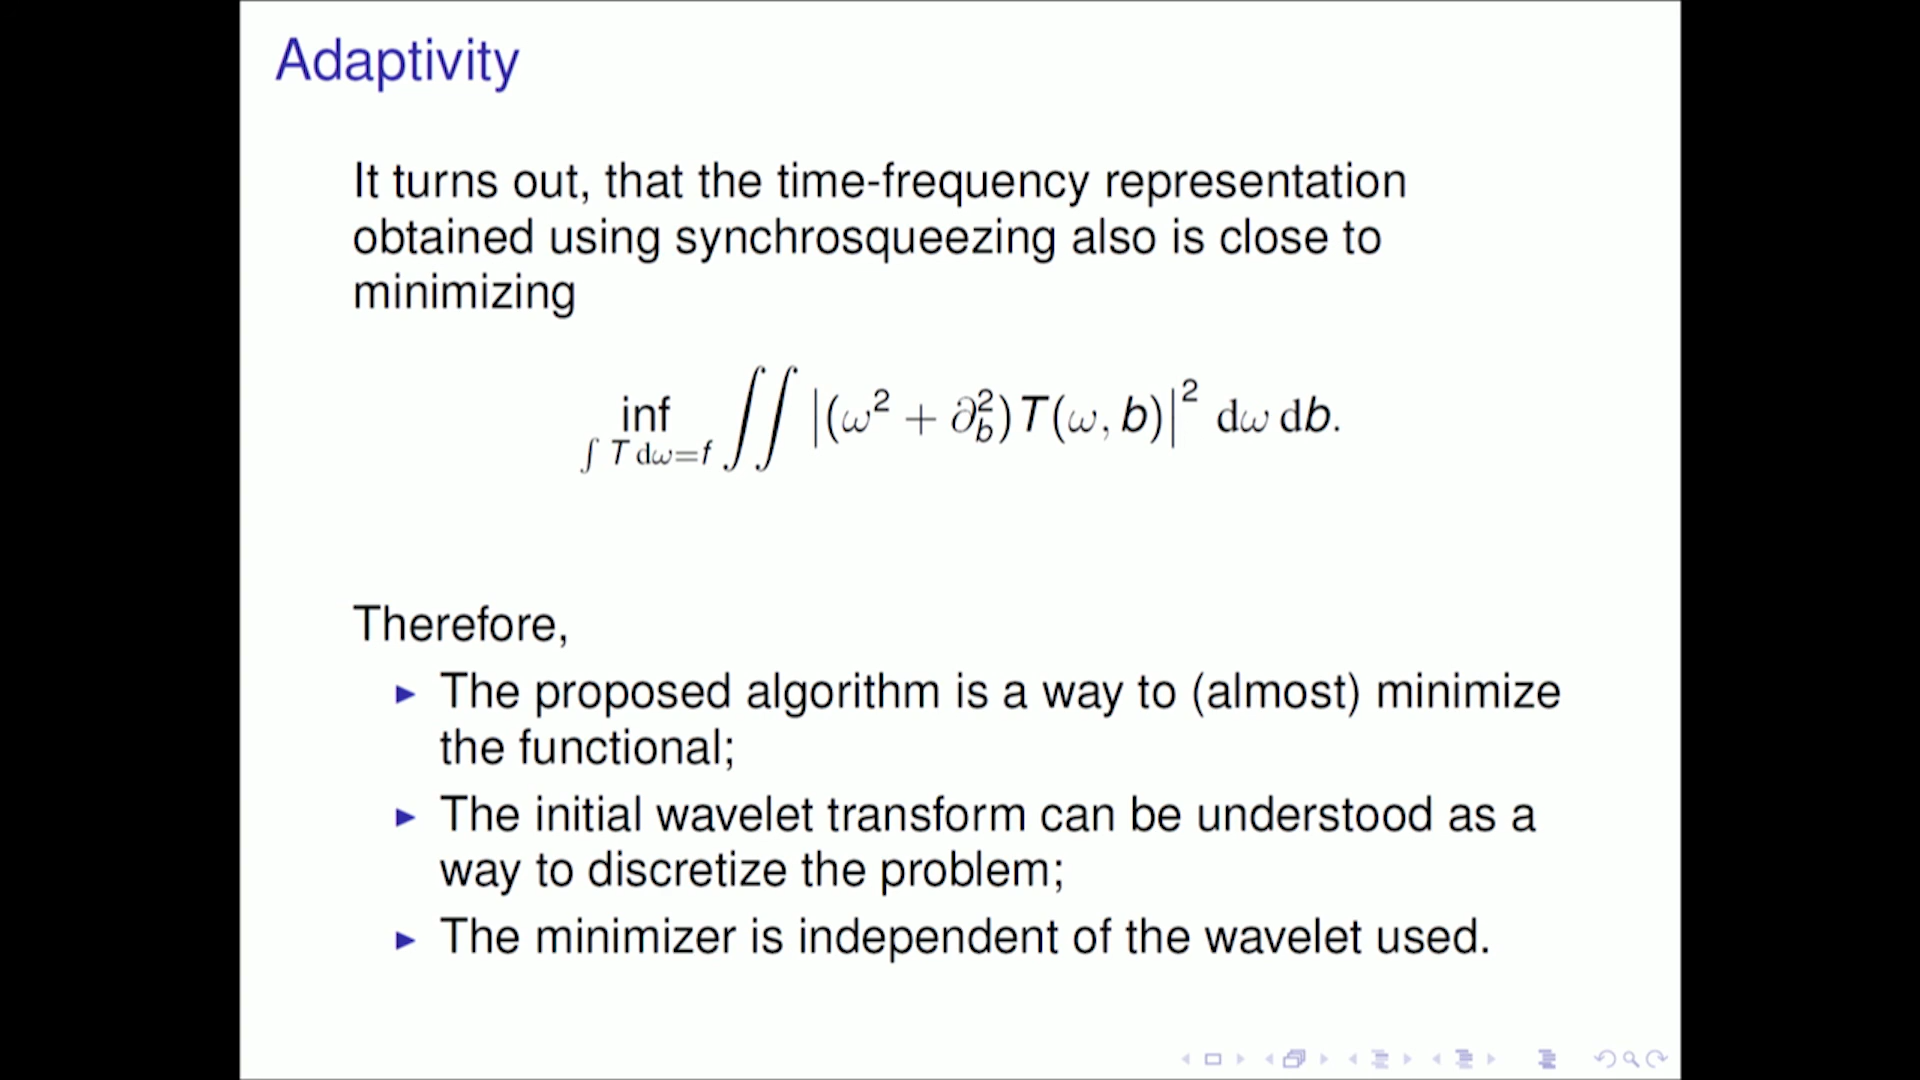 Adaptivity
It turns out, that the time-frequency representation
obtained using synchrosqueezing also is close to
minimizing
inf ∬ |(ω² + ∂_b²)T(ω, b)|² dω db.
∫ T dω=f
Therefore,
▶ The proposed algorithm is a way to (almost) minimize
the functional;
▶ The initial wavelet transform can be understood as a
way to discretize the problem;
▶ The minimizer is independent of the wavelet used.